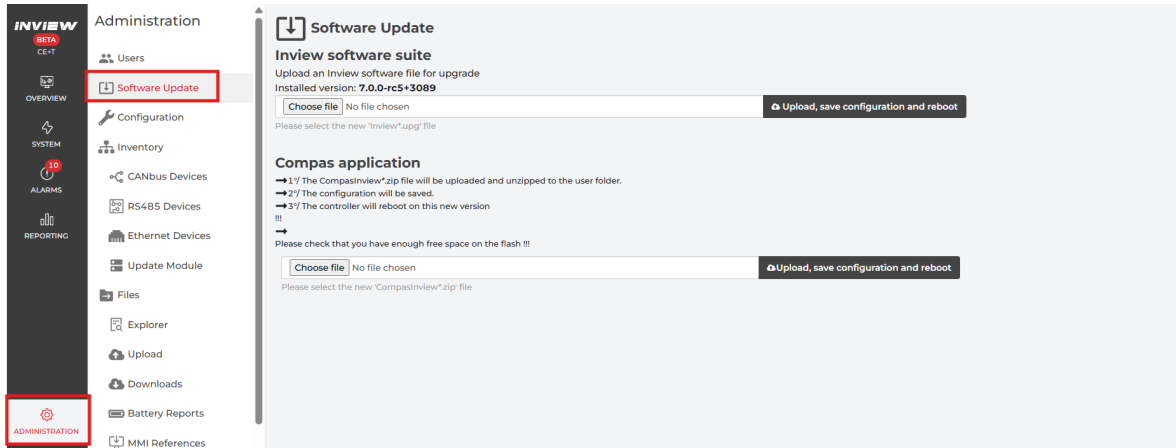 INVIEW
BETA
CE+T
OVERVIEW
SYSTEM
10
ALARMS
REPORTING
ADMINISTRATION
Administration
Users
Software Update
Configuration
Inventory
CANbus Devices
RS485 Devices
Ethernet Devices
Update Module
Files
Explorer
Upload
Downloads
Battery Reports
MMI References
Software Update
Inview software suite
Upload an Inview software file for upgrade
Installed version: 7.0.0-rc5+3089
Choose file No file chosen
Upload, save configuration and reboot
Please select the new 'Inview*.upg' file
Compas application
➞1°/ The CompasInview*.zip file will be uploaded and unzipped to the user folder.
➞2°/ The configuration will be saved.
➞3°/ The controller will reboot on this new version
!!!
➞
Please check that you have enough free space on the flash !!!
Choose file No file chosen
Upload, save configuration and reboot
Please select the new 'CompasInview*.zip' file